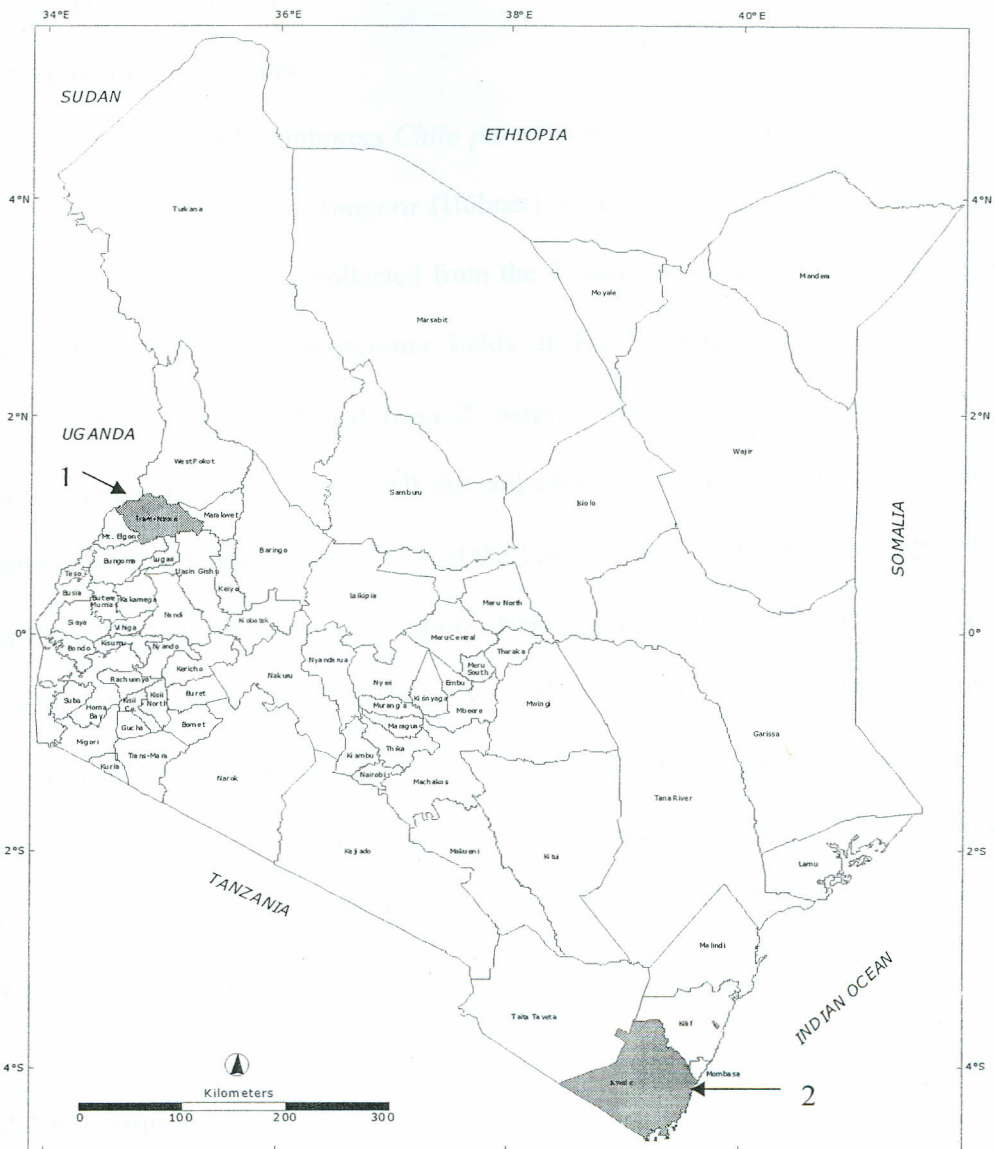 34°E 36°E 38°E 40°E
SUDAN
ETHIOPIA
4°N 4°N
Turkana
Mandera
Moyale
Marsabit
2°N 2°N
UGANDA
Wajir
West Pokot
1
Samburu
Isiolo
Trans-Nzoia
Marakwet
Mt. Elgon
SOMALIA
Baringo
Bungoma
Lugari
Uasin Gishu
Teso
Keiyo
Busia
Butere
Mumias
Kakamega
Laikipia
Meru North
Nandi
Siaya
Vihiga
Koibatek
0° 0°
Meru Central
Bondo
Kisumu
Nyando
Tharaka
Nyandarua
Kericho
Meru
South
Rachuonyo
Nakuru
Nyeri
Embu
Suba
Homa
Bay
Kisii
Ce.
Kisii
North
Buret
Kirinyaga
Mwingi
Murang'a
Mbeere
Gucha
Bomet
Maragua
Garissa
Migori
Trans-Mara
Kiambu
Thika
Kuria
Narok
Nairobi
Machakos
Tana River
2°S 2°S
Kajiado
Makueni
Kitui
Lamu
TANZANIA
Malindi
INDIAN OCEAN
Taita Taveta
Kilifi
4°S 4°S
Mombasa
Kwale
2
Kilometers
0 100 200 300